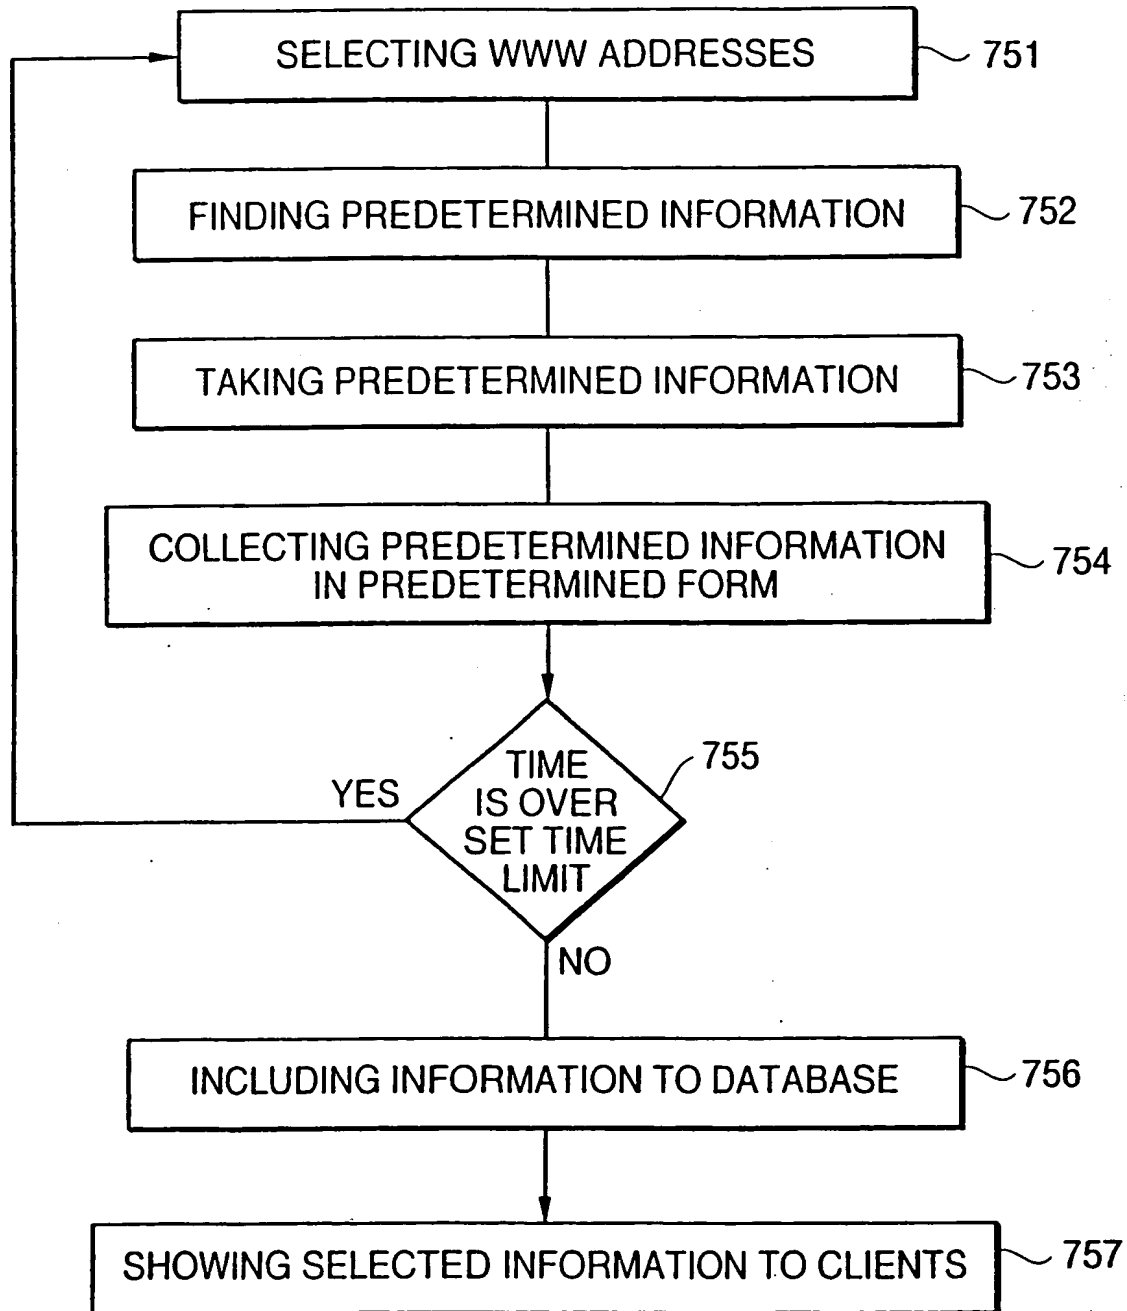 SELECTING WWW ADDRESSES
751
FINDING PREDETERMINED INFORMATION
752
TAKING PREDETERMINED INFORMATION
753
COLLECTING PREDETERMINED INFORMATION
IN PREDETERMINED FORM
754
TIME
IS OVER
SET TIME
LIMIT
755
YES
NO
INCLUDING INFORMATION TO DATABASE
756
SHOWING SELECTED INFORMATION TO CLIENTS
757